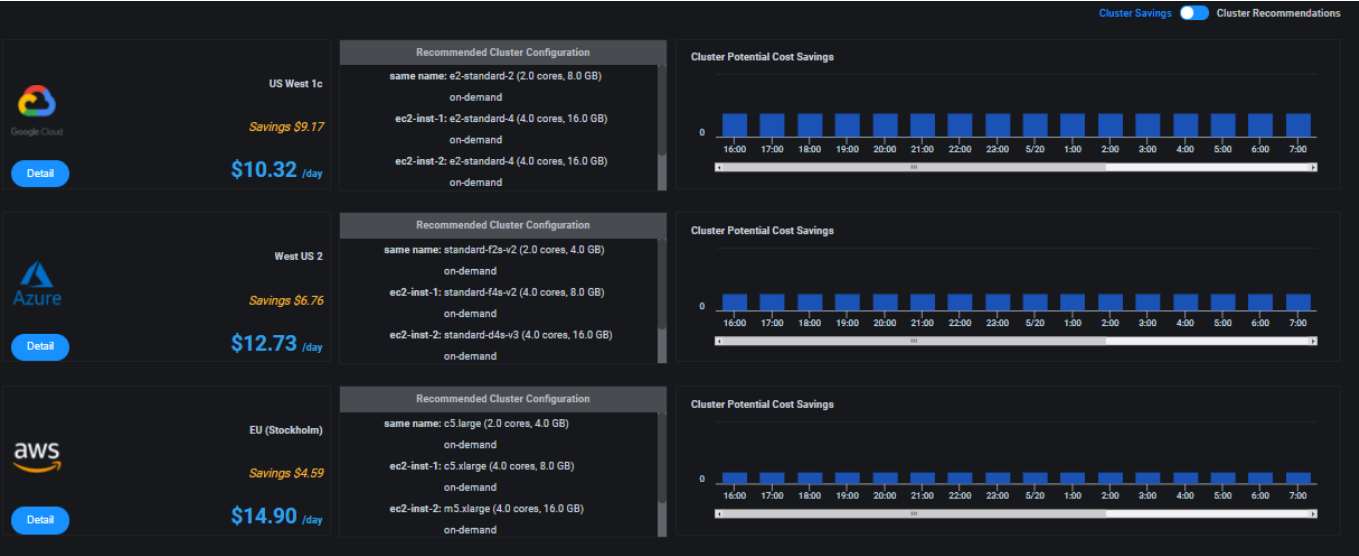 Cluster Savings Cluster Recommendations
Google Cloud
US West 1c
Savings $9.17
Detail
$10.32 /day
Recommended Cluster Configuration
same name: e2-standard-2 (2.0 cores, 8.0 GB)
on-demand
ec2-inst-1: e2-standard-4 (4.0 cores, 16.0 GB)
on-demand
ec2-inst-2: e2-standard-4 (4.0 cores, 16.0 GB)
on-demand
Cluster Potential Cost Savings
0
16:00 17:00 18:00 19:00 20:00 21:00 22:00 23:00 5/20 1:00 2:00 3:00 4:00 5:00 6:00 7:00
Azure
West US 2
Savings $6.76
Detail
$12.73 /day
Recommended Cluster Configuration
same name: standard-f2s-v2 (2.0 cores, 4.0 GB)
on-demand
ec2-inst-1: standard-f4s-v2 (4.0 cores, 8.0 GB)
on-demand
ec2-inst-2: standard-d4s-v3 (4.0 cores, 16.0 GB)
on-demand
Cluster Potential Cost Savings
0
16:00 17:00 18:00 19:00 20:00 21:00 22:00 23:00 5/20 1:00 2:00 3:00 4:00 5:00 6:00 7:00
aws
EU (Stockholm)
Savings $4.59
Detail
$14.90 /day
Recommended Cluster Configuration
same name: c5.large (2.0 cores, 4.0 GB)
on-demand
ec2-inst-1: c5.xlarge (4.0 cores, 8.0 GB)
on-demand
ec2-inst-2: m5.xlarge (4.0 cores, 16.0 GB)
on-demand
Cluster Potential Cost Savings
0
16:00 17:00 18:00 19:00 20:00 21:00 22:00 23:00 5/20 1:00 2:00 3:00 4:00 5:00 6:00 7:00